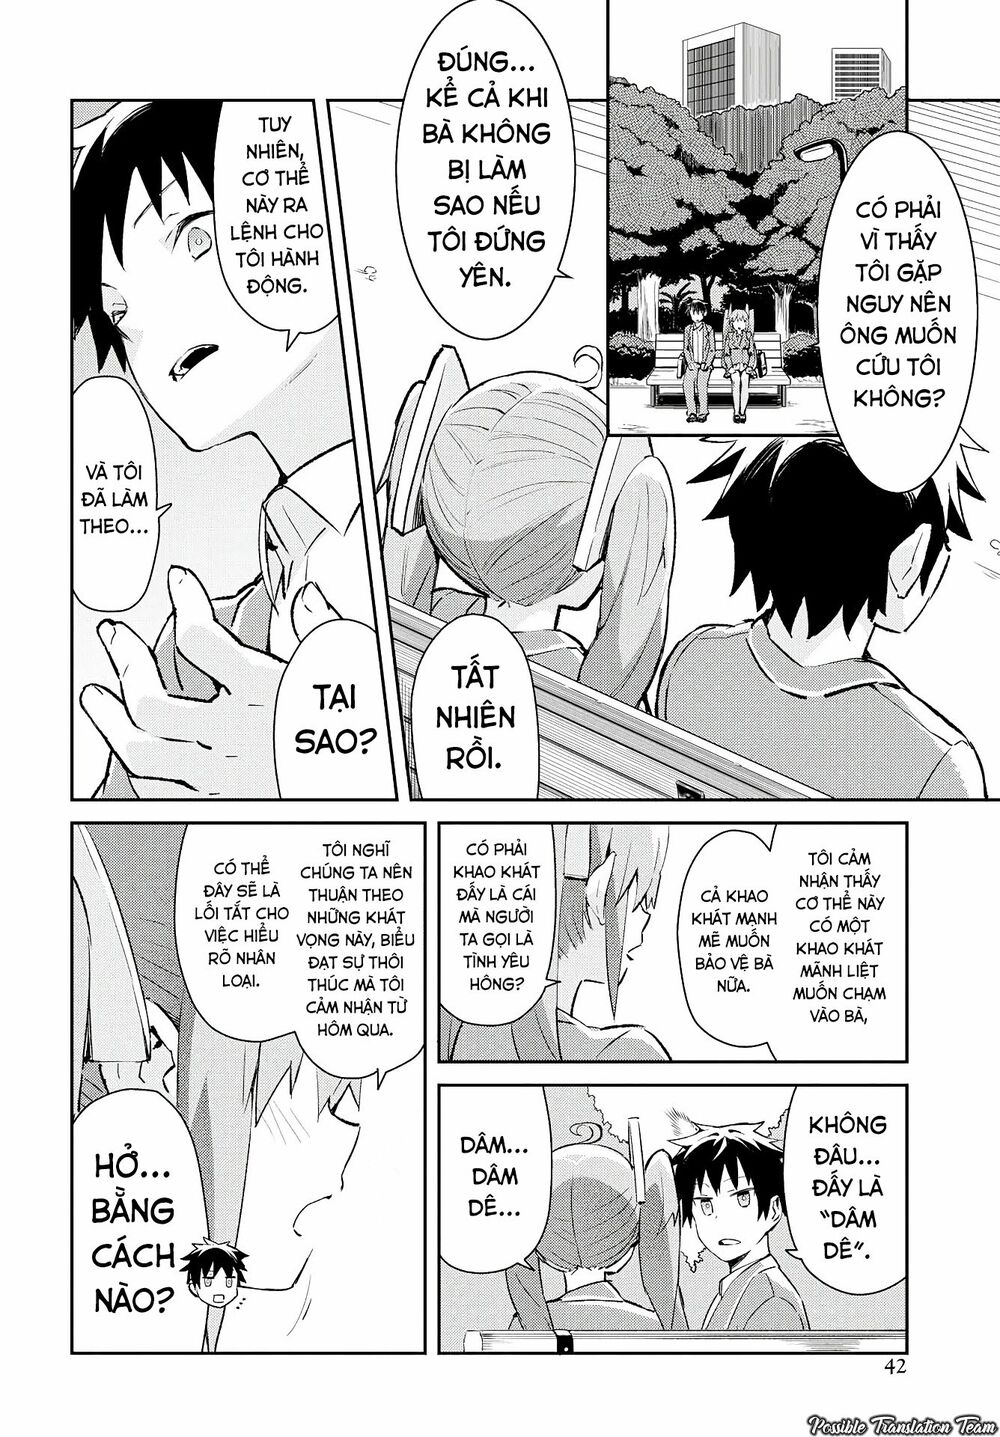 CÓ PHẢI
VÌ THẤY
TÔI GẶP
NGUY NÊN
ÔNG MUỐN
CỨU TÔI
KHÔNG?
ĐÚNG...
KỂ CẢ KHI
BÀ KHÔNG
BỊ LÀM
SAO NẾU
TÔI ĐỨNG
YÊN.
TẤT
NHIÊN
RỒI.
TUY
NHIÊN,
CƠ THỂ
NÀY RA
LỆNH CHO
TÔI HÀNH
ĐỘNG.
VÀ TÔI
ĐÃ LÀM
THEO...
TẠI
SAO?
TÔI CẢM
NHẬN THẤY
CƠ THỂ NÀY
CÓ MỘT
KHAO KHÁT
MÃNH LIỆT
MUỐN CHẠM
VÀO BÀ,
CẢ KHAO
KHÁT MẠNH
MẼ MUỐN
BẢO VỆ BÀ
NỮA.
CÓ PHẢI
KHAO KHÁT
ĐẤY LÀ CÁI
MÀ NGƯỜI
TA GỌI LÀ
TÌNH YÊU
HÔNG?
KHÔNG
ĐÂU...
ĐẤY LÀ
"DÂM
DÊ".
DÂM...
DÂM
DÊ...
TÔI NGHĨ
CHÚNG TA NÊN
THUẬN THEO
NHỮNG KHÁT
VỌNG NÀY, BIỂU
ĐẠT SỰ THÔI
THÚC MÀ TÔI
CẢM NHẬN TỪ
HÔM QUA.
CÓ THỂ
ĐÂY SẼ LÀ
LỐI TẮT CHO
VIỆC HIỂU
RÕ NHÂN
LOẠI.
HỞ...
BẰNG
CÁCH
NÀO?
42
Possible Translation Team